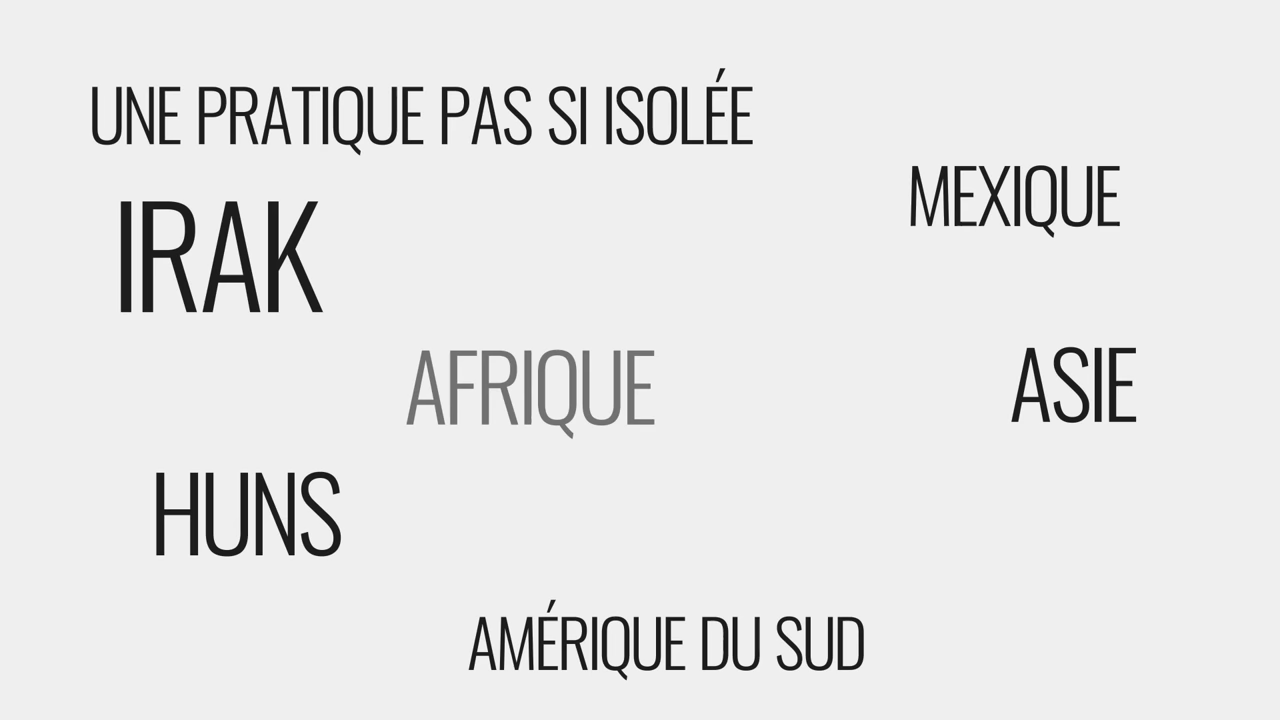 UNE PRATIQUE PAS SI ISOLÉE
MEXIQUE
IRAK
AFRIQUE
ASIE
HUNS
AMÉRIQUE DU SUD